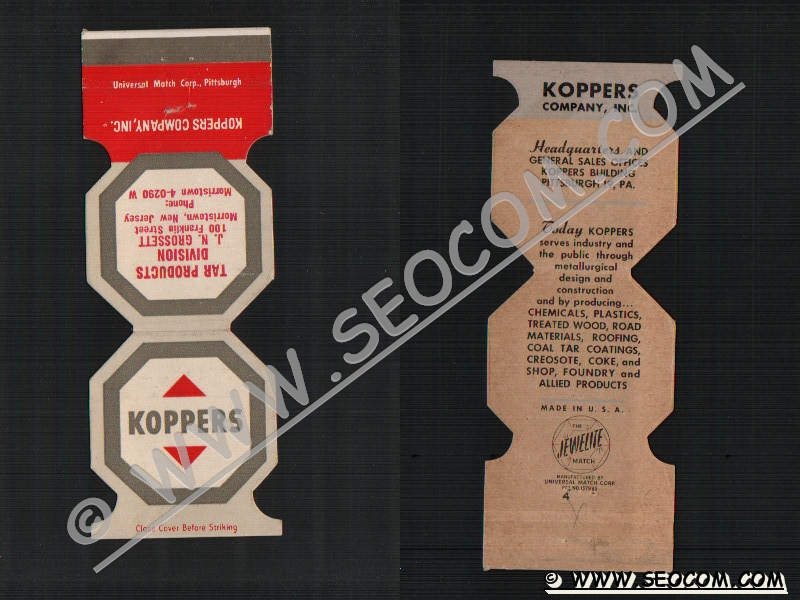 Universal Match Corp., Pittsburgh
KOPPERS COMPANY, INC.
TAR PRODUCTS
DIVISION
J. N. GROSSETT
100 Franklin Street
Morristown, New Jersey
Phone:
Morristown 4-0290 W
KOPPERS
Close Cover Before Striking
KOPPERS
COMPANY, INC.
Headquarters AND
GENERAL SALES OFFICES
KOPPERS BUILDING
PITTSBURGH 19, PA.
Today KOPPERS
serves industry and
the public through
metallurgical
design and
construction
and by producing...
CHEMICALS, PLASTICS,
TREATED WOOD, ROAD
MATERIALS, ROOFING,
COAL TAR COATINGS,
CREOSOTE, COKE, and
SHOP, FOUNDRY and
ALLIED PRODUCTS
MADE IN U. S. A.
THE
JEWELITE
MATCH
MANUFACTURED BY
UNIVERSAL MATCH CORP.
PAT. NO.
4
© WWW.SEOCOM.COM
© WWW.SEOCOM.COM